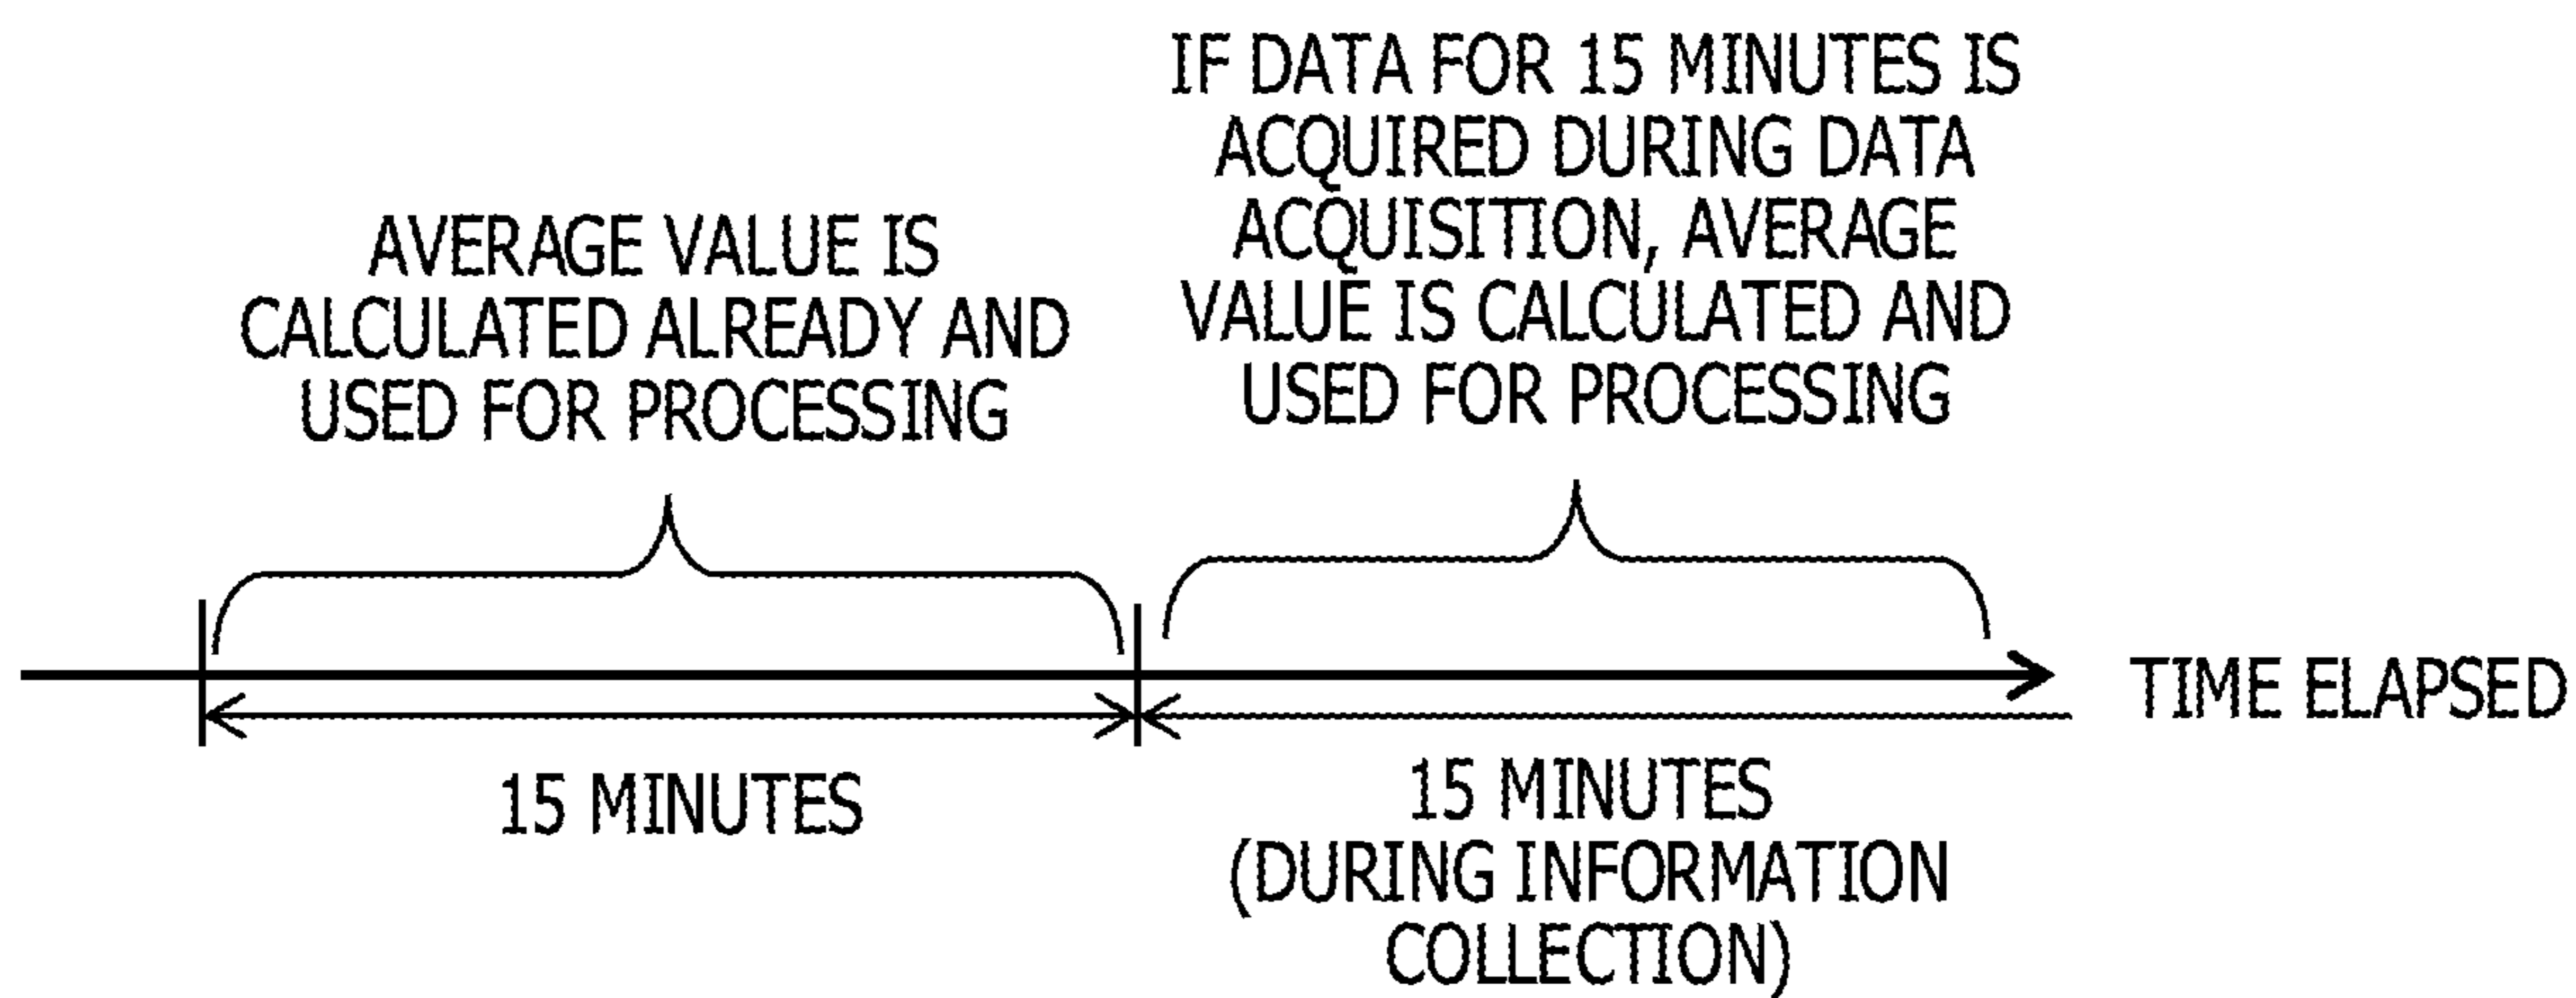 AVERAGE VALUE IS
CALCULATED ALREADY AND
USED FOR PROCESSING
IF DATA FOR 15 MINUTES IS
ACQUIRED DURING DATA
ACQUISITION, AVERAGE
VALUE IS CALCULATED AND
USED FOR PROCESSING
TIME ELAPSED
15 MINUTES
15 MINUTES
(DURING INFORMATION
COLLECTION)